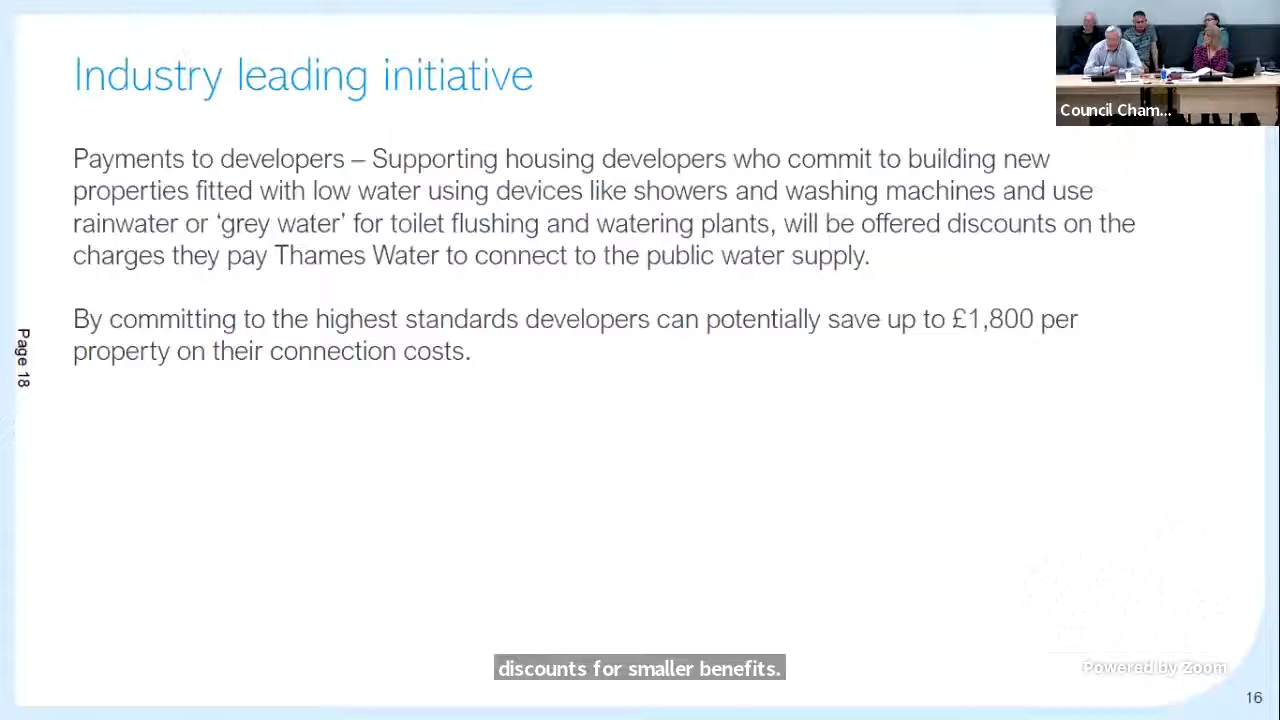 Industry leading initiative
Council Cham...
Payments to developers – Supporting housing developers who commit to building new
properties fitted with low water using devices like showers and washing machines and use
rainwater or ‘grey water’ for toilet flushing and watering plants, will be offered discounts on the
charges they pay Thames Water to connect to the public water supply.
By committing to the highest standards developers can potentially save up to £1,800 per
property on their connection costs.
Page 18
discounts for smaller benefits.
Powered by Zoom
16